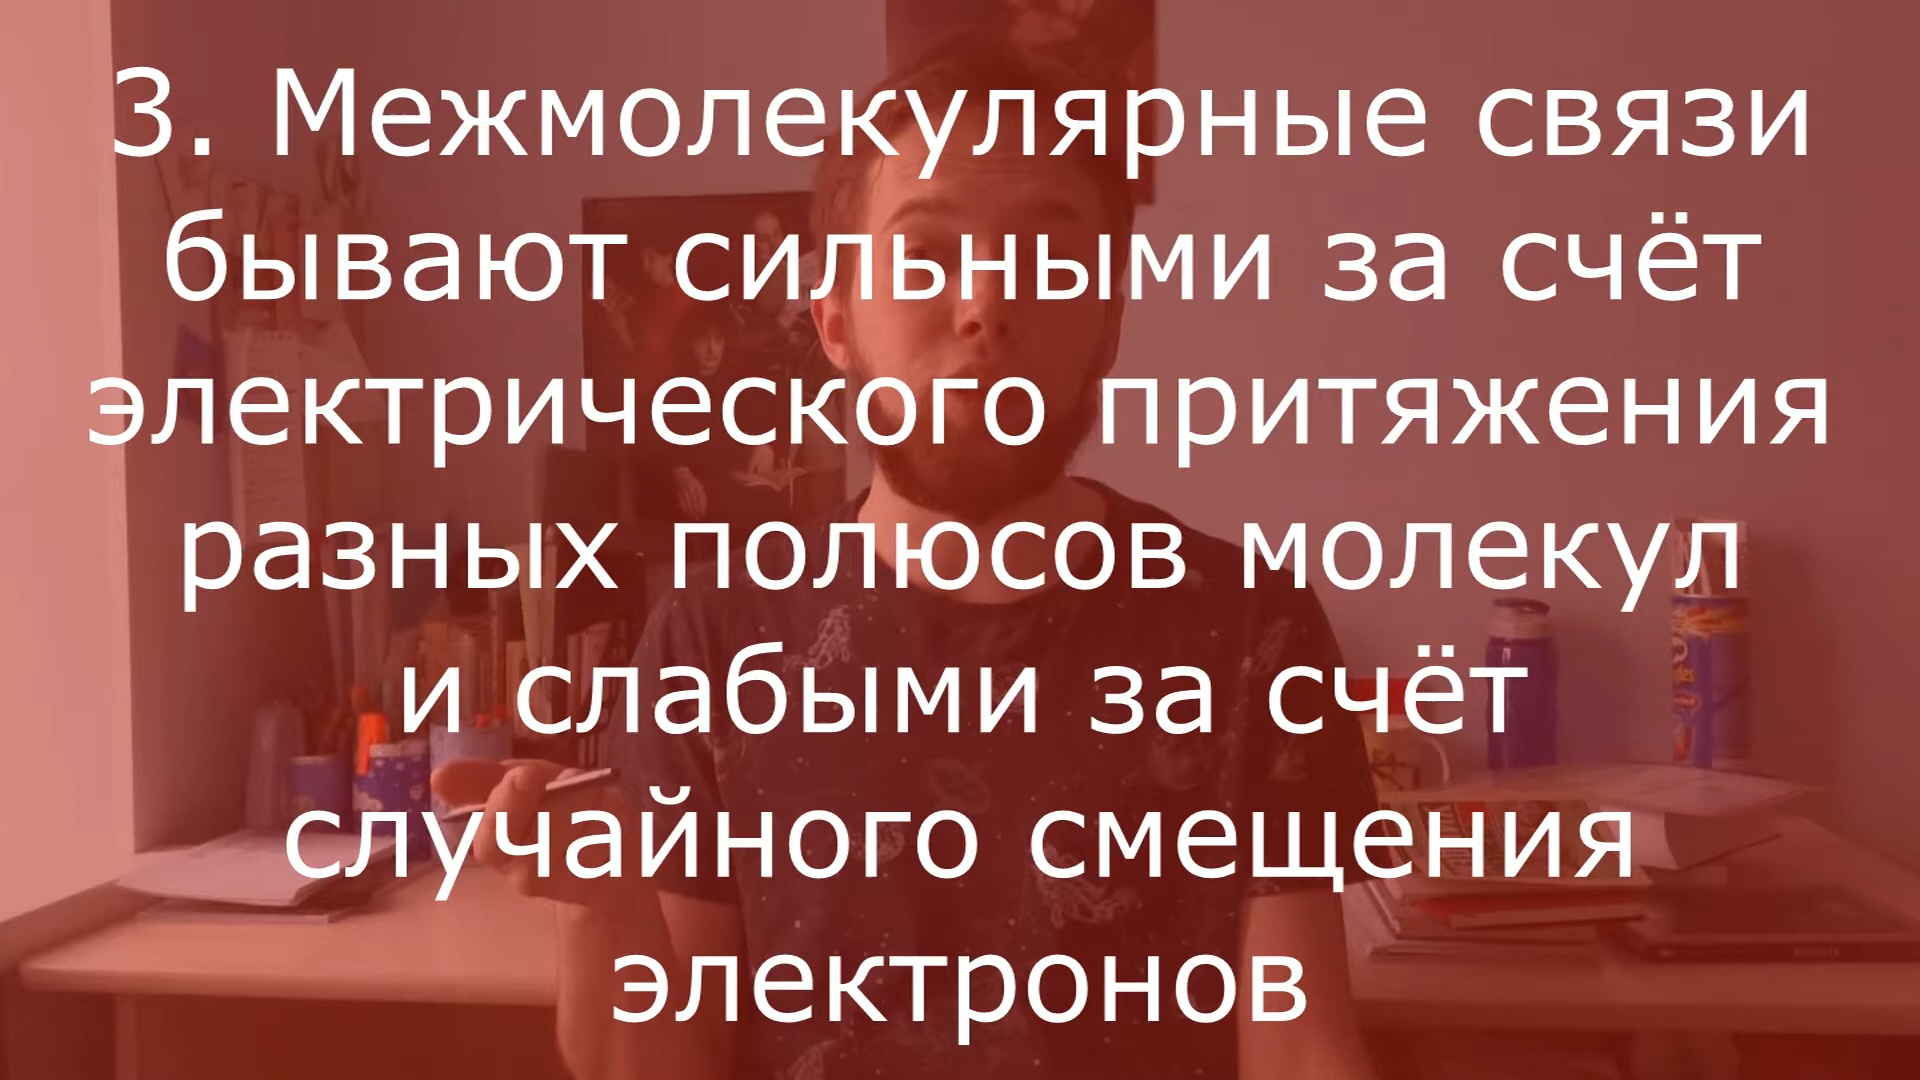 3. Межмолекулярные связи
бывают сильными за счёт
электрического притяжения
разных полюсов молекул
и слабыми за счёт
случайного смещения
электронов